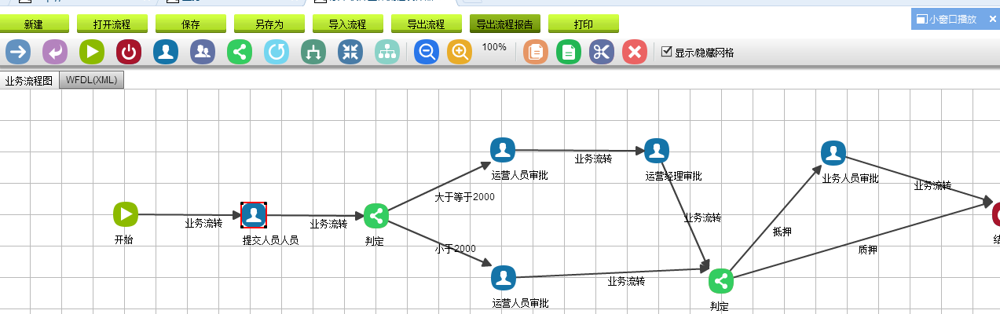 新建 打开流程 保存 另存为 导入流程 导出流程 导出流程报告 打印
小窗口播放
100%
显示/隐藏网格
业务流程图 WFDL(XML)
运营人员审批
业务流转
运营经理审批
业务人员审批
业务流转
大于等于2000
业务流转
开始
业务流转
提交人员人员
业务流转
判定
抵押
质押
小于2000
运营人员审批
业务流转
判定